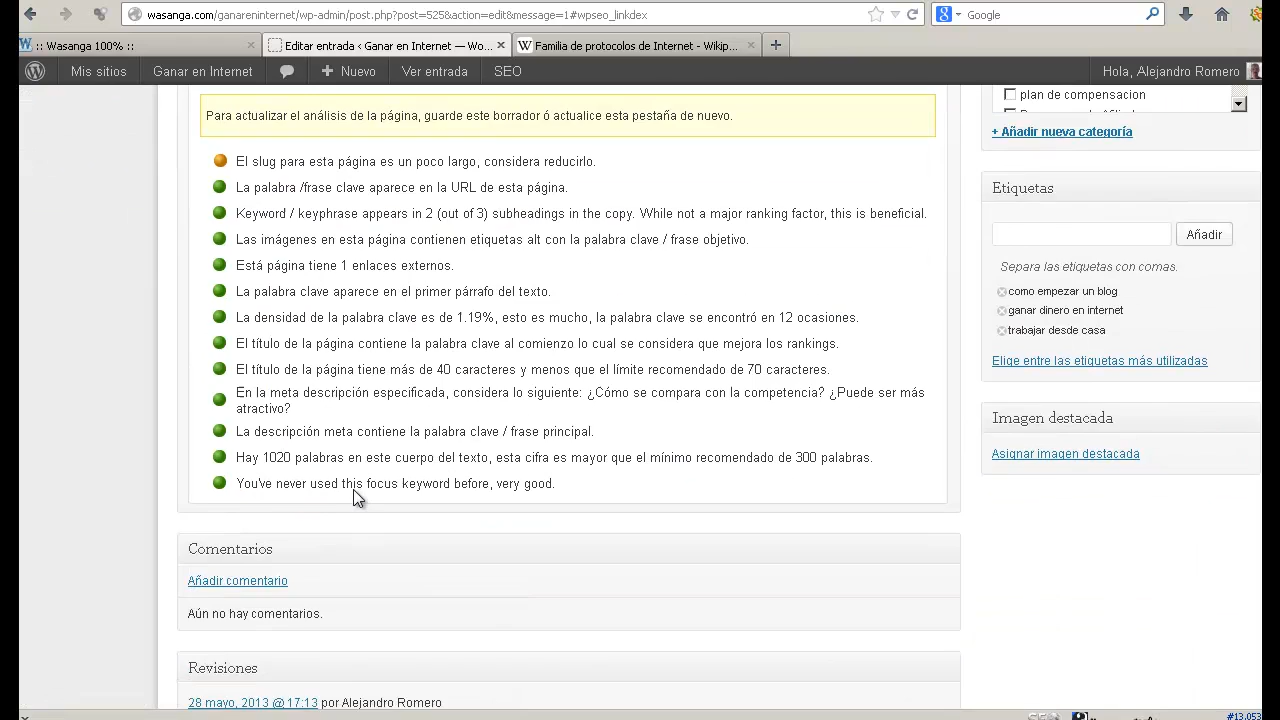 wasanga.com/ganareninternet/wp-admin/post.php?post=525&action=edit&message=1#wpseo_linkdex
Google
:: Wasanga 100% ::
Editar entrada ‹ Ganar en Internet — Wo...
Familia de protocolos de Internet - Wikip...
Mis sitios
Ganar en Internet
Nuevo
Ver entrada
SEO
Hola, Alejandro Romero
Para actualizar el análisis de la página, guarde este borrador ó actualice esta pestaña de nuevo.
El slug para esta página es un poco largo, considera reducirlo.
La palabra /frase clave aparece en la URL de esta página.
Keyword / keyphrase appears in 2 (out of 3) subheadings in the copy. While not a major ranking factor, this is beneficial.
Las imágenes en esta página contienen etiquetas alt con la palabra clave / frase objetivo.
Está página tiene 1 enlaces externos.
La palabra clave aparece en el primer párrafo del texto.
La densidad de la palabra clave es de 1.19%, esto es mucho, la palabra clave se encontró en 12 ocasiones.
El título de la página contiene la palabra clave al comienzo lo cual se considera que mejora los rankings.
El título de la página tiene más de 40 caracteres y menos que el límite recomendado de 70 caracteres.
En la meta descripción especificada, considera lo siguiente: ¿Cómo se compara con la competencia? ¿Puede ser más
atractivo?
La descripción meta contiene la palabra clave / frase principal.
Hay 1020 palabras en este cuerpo del texto, esta cifra es mayor que el mínimo recomendado de 300 palabras.
You've never used this focus keyword before, very good.
Comentarios
Añadir comentario
Aún no hay comentarios.
Revisiones
28 mayo, 2013 @ 17:13 por Alejandro Romero
plan de compensacion
+ Añadir nueva categoría
Etiquetas
Añadir
Separa las etiquetas con comas.
como empezar un blog
ganar dinero en internet
trabajar desde casa
Elige entre las etiquetas más utilizadas
Imagen destacada
Asignar imagen destacada
#13,053